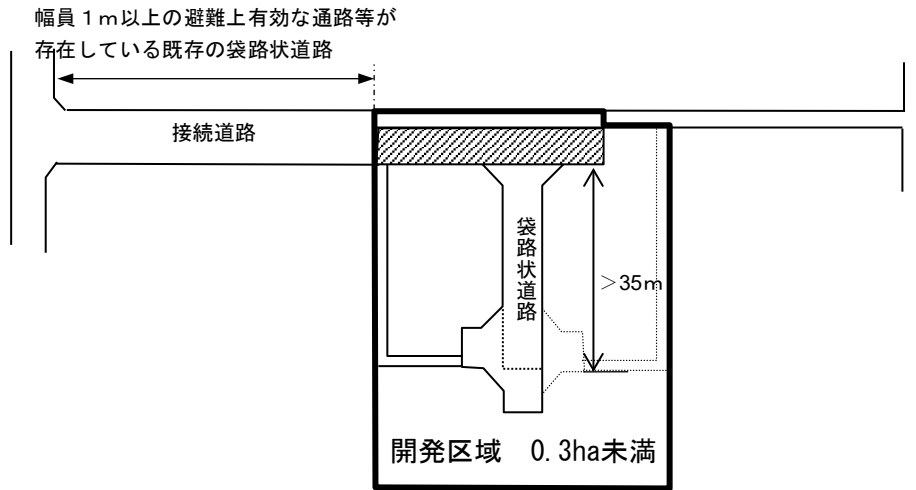 幅員１ｍ以上の避難上有効な通路等が
存在している既存の袋路状道路
接続道路
袋路状道路
＞35ｍ
開発区域　0.3ha未満